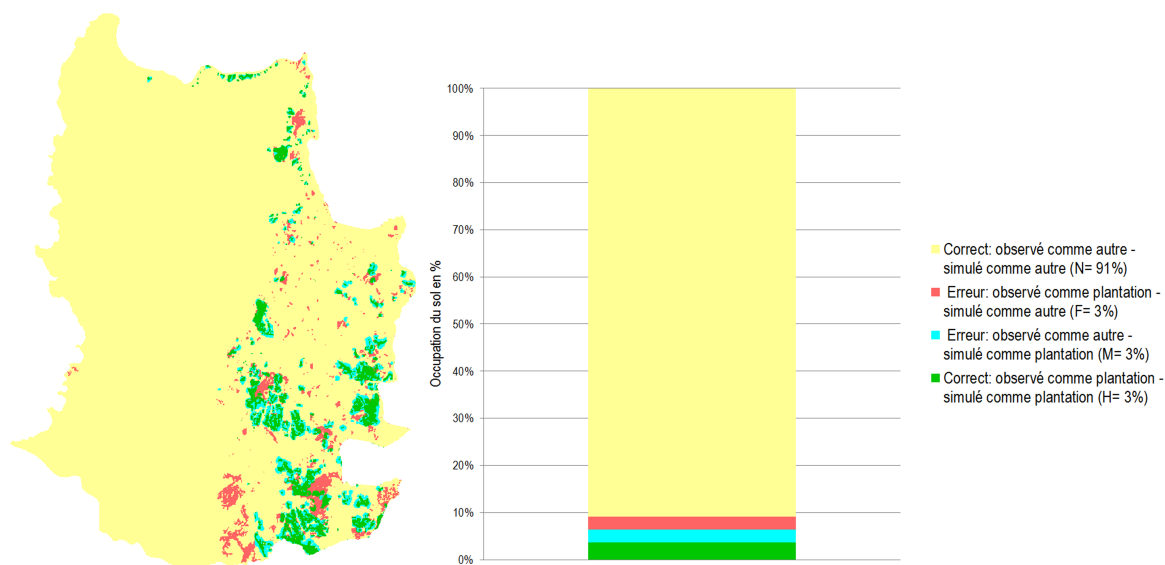 100%
90%
80%
70%
60%
50%
40%
30%
20%
10%
0%
Occupation du sol en %
Correct: observé comme autre -
simulé comme autre (N= 91%)
Erreur: observé comme plantation -
simulé comme autre (F= 3%)
Erreur: observé comme autre -
simulé comme plantation (M= 3%)
Correct: observé comme plantation -
simulé comme plantation (H= 3%)